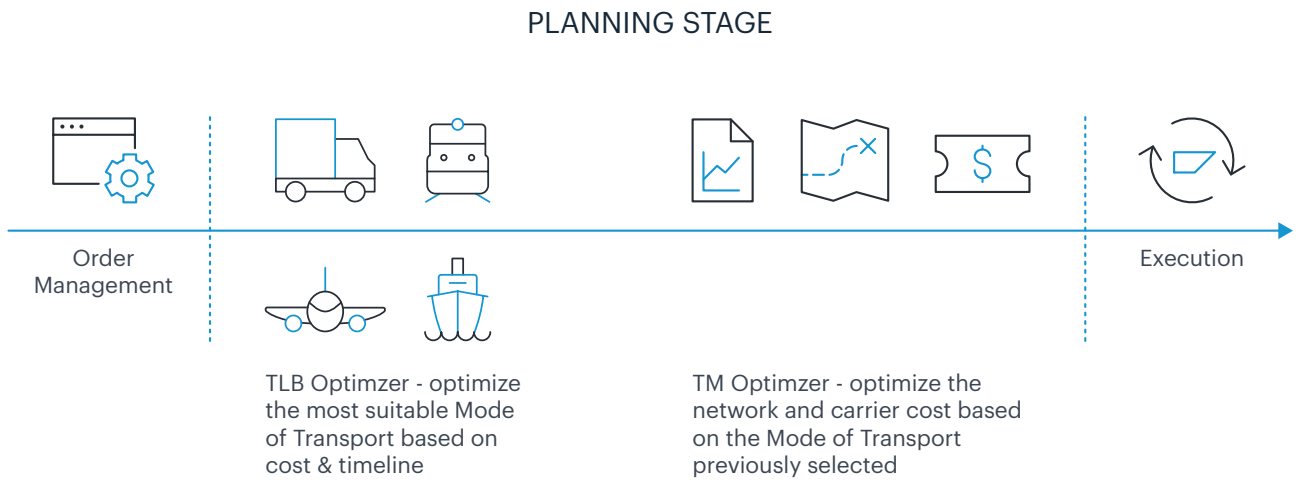 PLANNING STAGE
Order
Management
Execution
TLB Optimzer - optimize
the most suitable Mode
of Transport based on
cost & timeline
TM Optimzer - optimize the
network and carrier cost based
on the Mode of Transport
previously selected